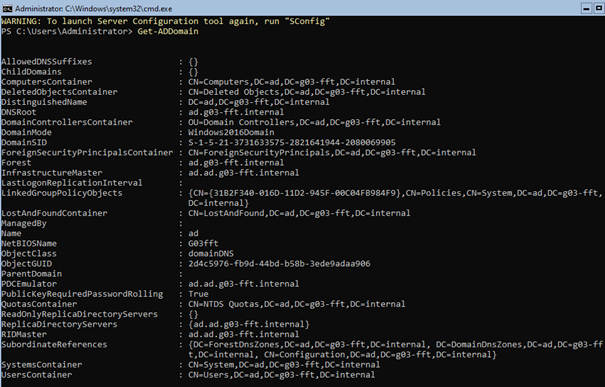 Administrator: C:\Windows\system32\cmd.exe
WARNING: To launch Server Configuration tool again, run "SConfig"
PS C:\Users\Administrator> Get-ADDomain
AllowedDNSSuffixes : {}
ChildDomains : {}
ComputersContainer : CN=Computers,DC=ad,DC=g03-fft,DC=internal
DeletedObjectsContainer : CN=Deleted Objects,DC=ad,DC=g03-fft,DC=internal
DistinguishedName : DC=ad,DC=g03-fft,DC=internal
DNSRoot : ad.g03-fft.internal
DomainControllersContainer : OU=Domain Controllers,DC=ad,DC=g03-fft,DC=internal
DomainMode : Windows2016Domain
DomainSID : S-1-5-21-3731633575-2821641944-2080069905
ForeignSecurityPrincipalsContainer : CN=ForeignSecurityPrincipals,DC=ad,DC=g03-fft,DC=internal
Forest : ad.g03-fft.internal
InfrastructureMaster : ad.ad.g03-fft.internal
LastLogonReplicationInterval :
LinkedGroupPolicyObjects : {CN={31B2F340-016D-11D2-945F-00C04FB984F9},CN=Policies,CN=System,DC=ad,DC=g03-fft,
DC=internal}
LostAndFoundContainer : CN=LostAndFound,DC=ad,DC=g03-fft,DC=internal
ManagedBy :
Name : ad
NetBIOSName : G03fft
ObjectClass : domainDNS
ObjectGUID : 2d4c5976-fb9d-44bd-b58b-3ede9adaa906
ParentDomain :
PDCEmulator : ad.ad.g03-fft.internal
PublicKeyRequiredPasswordRolling : True
QuotasContainer : CN=NTDS Quotas,DC=ad,DC=g03-fft,DC=internal
ReadOnlyReplicaDirectoryServers : {}
ReplicaDirectoryServers : {ad.ad.g03-fft.internal}
RIDMaster : ad.ad.g03-fft.internal
SubordinateReferences : {DC=ForestDnsZones,DC=ad,DC=g03-fft,DC=internal, DC=DomainDnsZones,DC=ad,DC=g03-ff
t,DC=internal, CN=Configuration,DC=ad,DC=g03-fft,DC=internal}
SystemsContainer : CN=System,DC=ad,DC=g03-fft,DC=internal
UsersContainer : CN=Users,DC=ad,DC=g03-fft,DC=internal